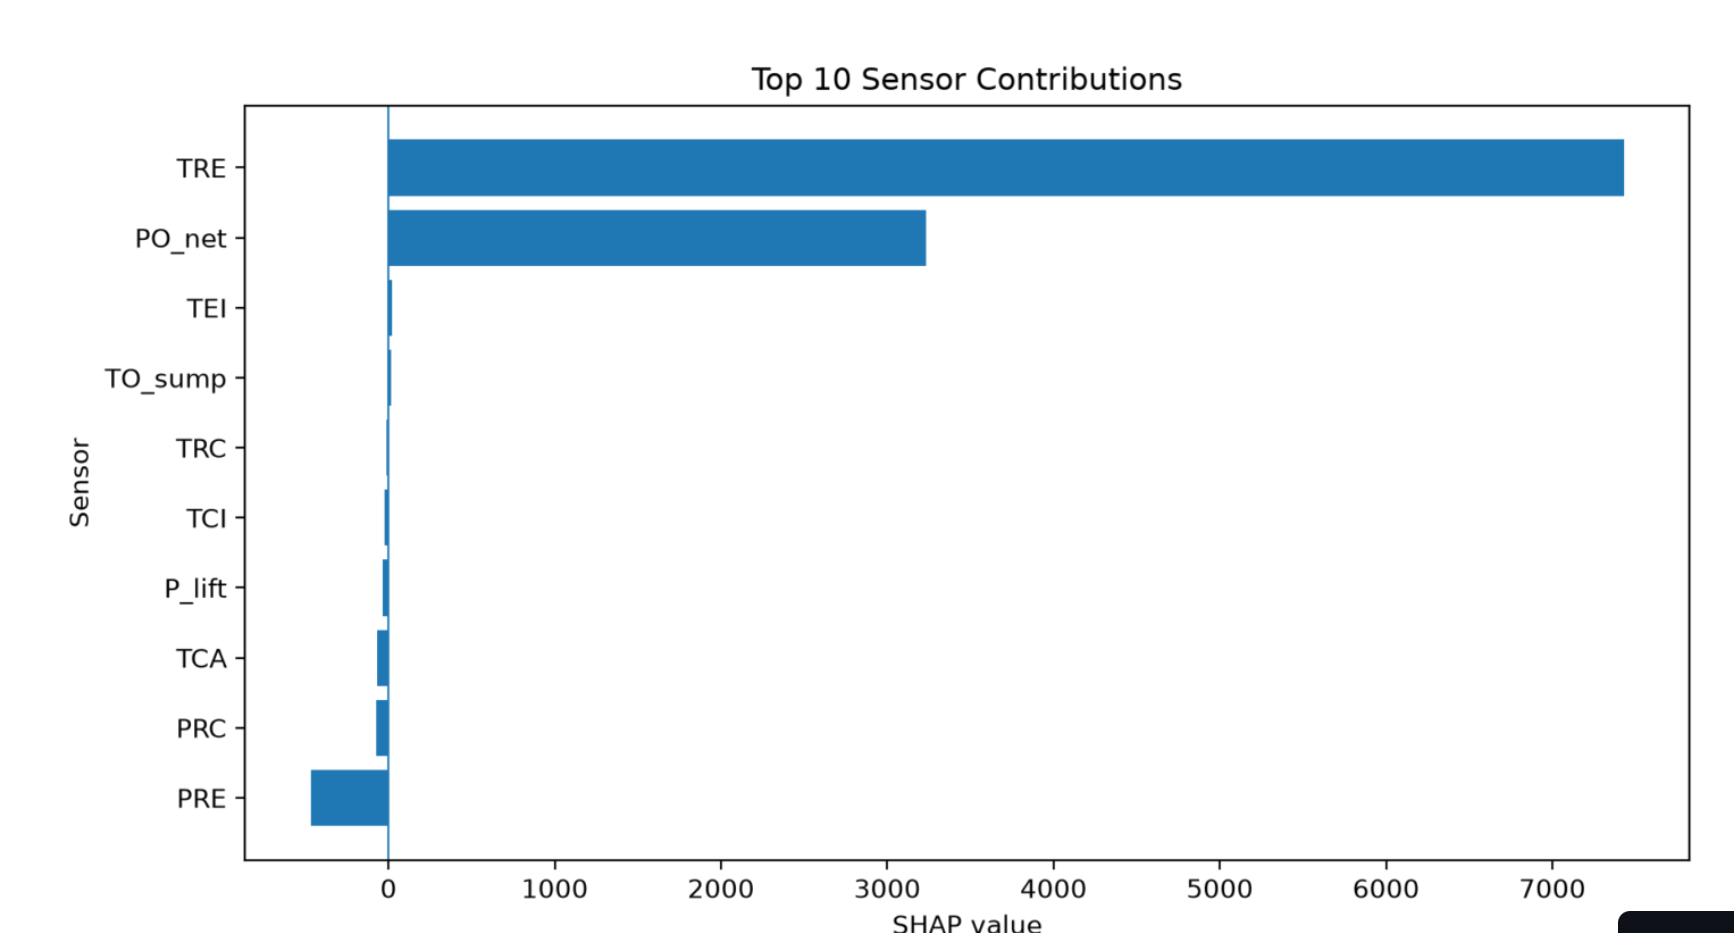 Top 10 Sensor Contributions
TRE
PO_net
TEI
TO_sump
TRC
TCI
P_lift
TCA
PRC
PRE
Sensor
0 1000 2000 3000 4000 5000 6000 7000
SHAP value